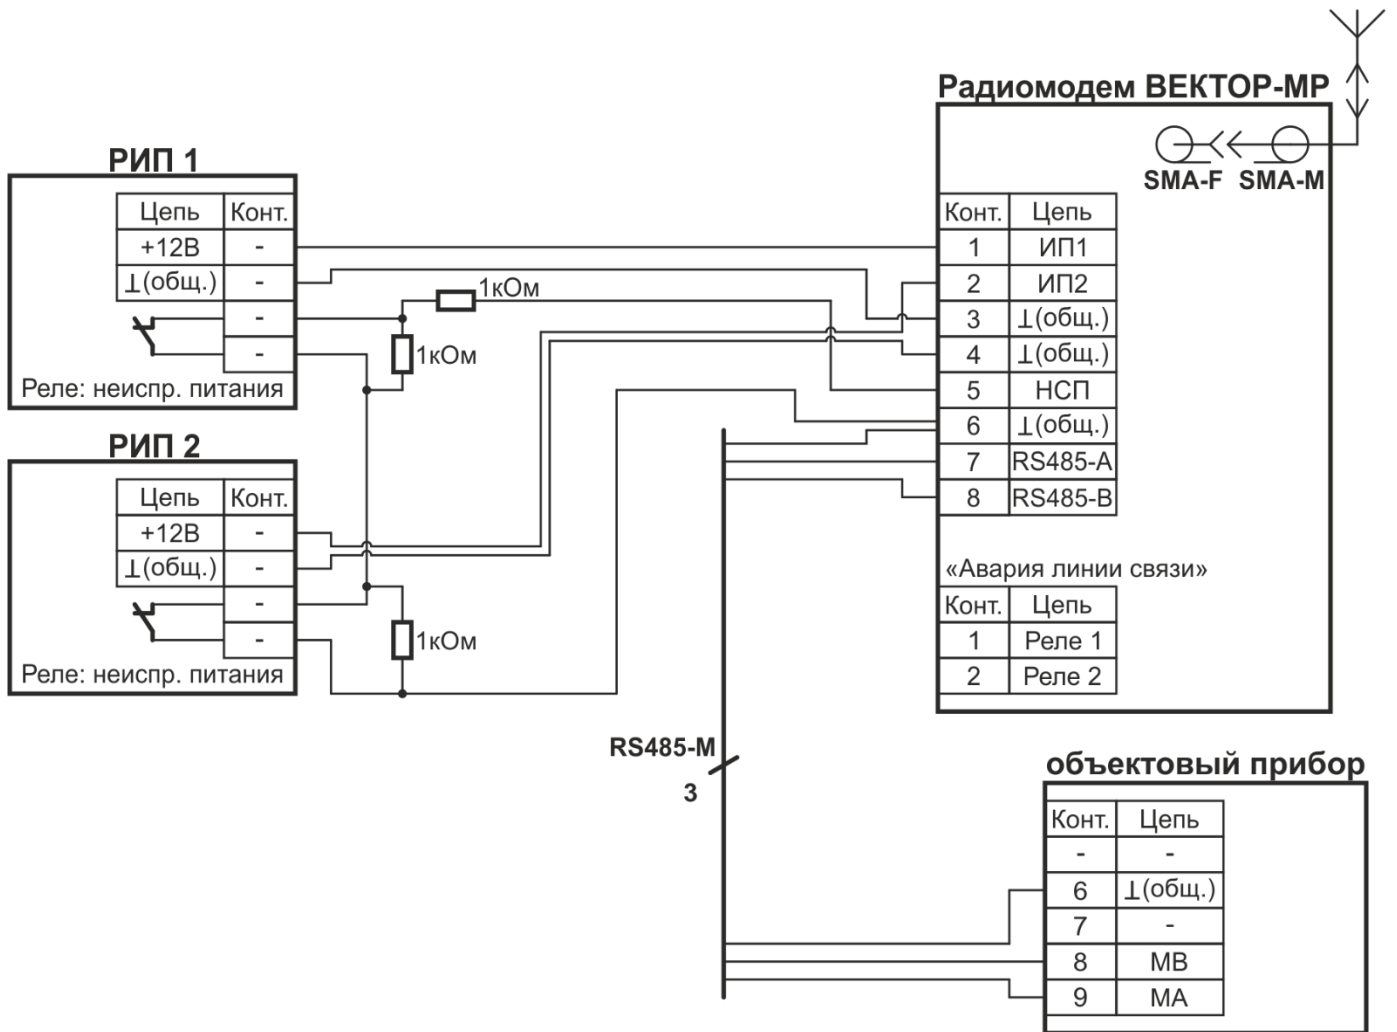 Радиомодем ВЕКТОР-МР
SMA-F SMA-M
Конт. Цепь
1 ИП1
2 ИП2
3 ⊥(общ.)
4 ⊥(общ.)
5 НСП
6 ⊥(общ.)
7 RS485-A
8 RS485-B
«Авария линии связи»
Конт. Цепь
1 Реле 1
2 Реле 2
РИП 1
Цепь Конт.
+12В -
⊥(общ.) -
-
-
Реле: неиспр. питания
1кОм
1кОм
РИП 2
Цепь Конт.
+12В -
⊥(общ.) -
-
-
Реле: неиспр. питания
1кОм
RS485-M
3
объектовый прибор
Конт. Цепь
- -
6 ⊥(общ.)
7 -
8 МВ
9 МА